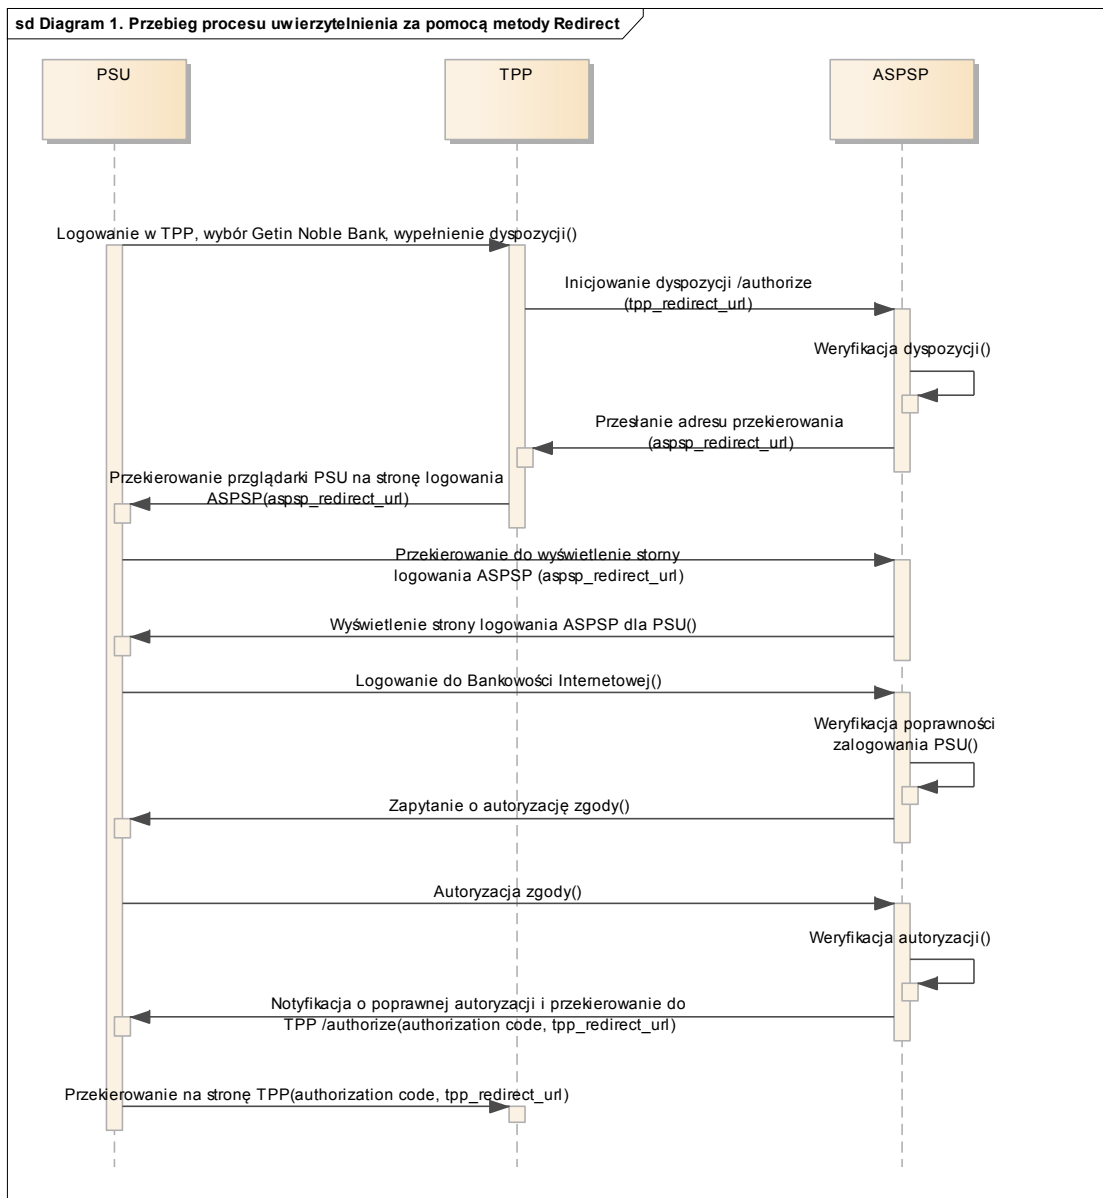 sd Diagram 1. Przebieg procesu uwierzytelnienia za pomocą metody Redirect
PSU
TPP
ASPSP
Logowanie w TPP, wybór Getin Noble Bank, wypełnienie dyspozycji()
Inicjowanie dyspozycji /authorize
(tpp_redirect_url)
Weryfikacja dyspozycji()
Przesłanie adresu przekierowania
(aspsp_redirect_url)
Przekierowanie przglądarki PSU na stronę logowania
ASPSP(aspsp_redirect_url)
Przekierowanie do wyświetlenie storny
logowania ASPSP (aspsp_redirect_url)
Wyświetlenie strony logowania ASPSP dla PSU()
Logowanie do Bankowości Internetowej()
Weryfikacja poprawności
zalogowania PSU()
Zapytanie o autoryzację zgody()
Autoryzacja zgody()
Weryfikacja autoryzacji()
Notyfikacja o poprawnej autoryzacji i przekierowanie do
TPP /authorize(authorization code, tpp_redirect_url)
Przekierowanie na stronę TPP(authorization code, tpp_redirect_url)